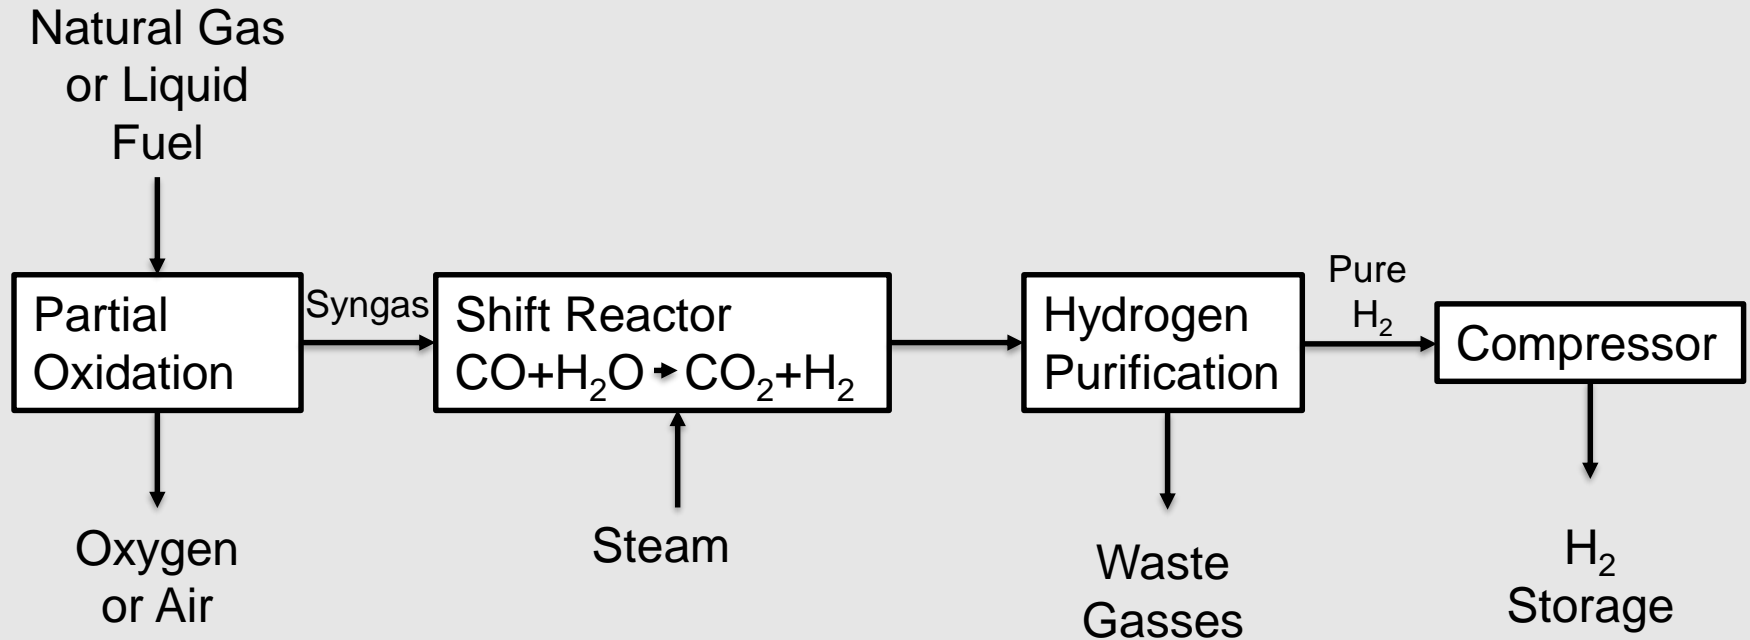 Natural Gas
or Liquid
Fuel
Partial
Oxidation
Syngas
Shift Reactor
CO+H₂O → CO₂+H₂
Hydrogen
Purification
Pure
H₂
Compressor
Oxygen
or Air
Steam
Waste
Gasses
H₂
Storage